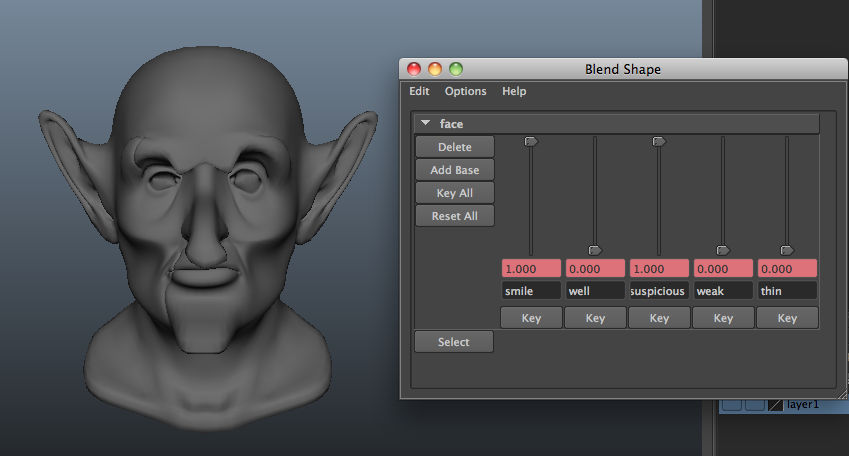 Blend Shape
Edit Options Help
face
Delete
Add Base
Key All
Reset All
1.000 0.000 1.000 0.000 0.000
smile well suspicious weak thin
Key Key Key Key Key
Select
layer1